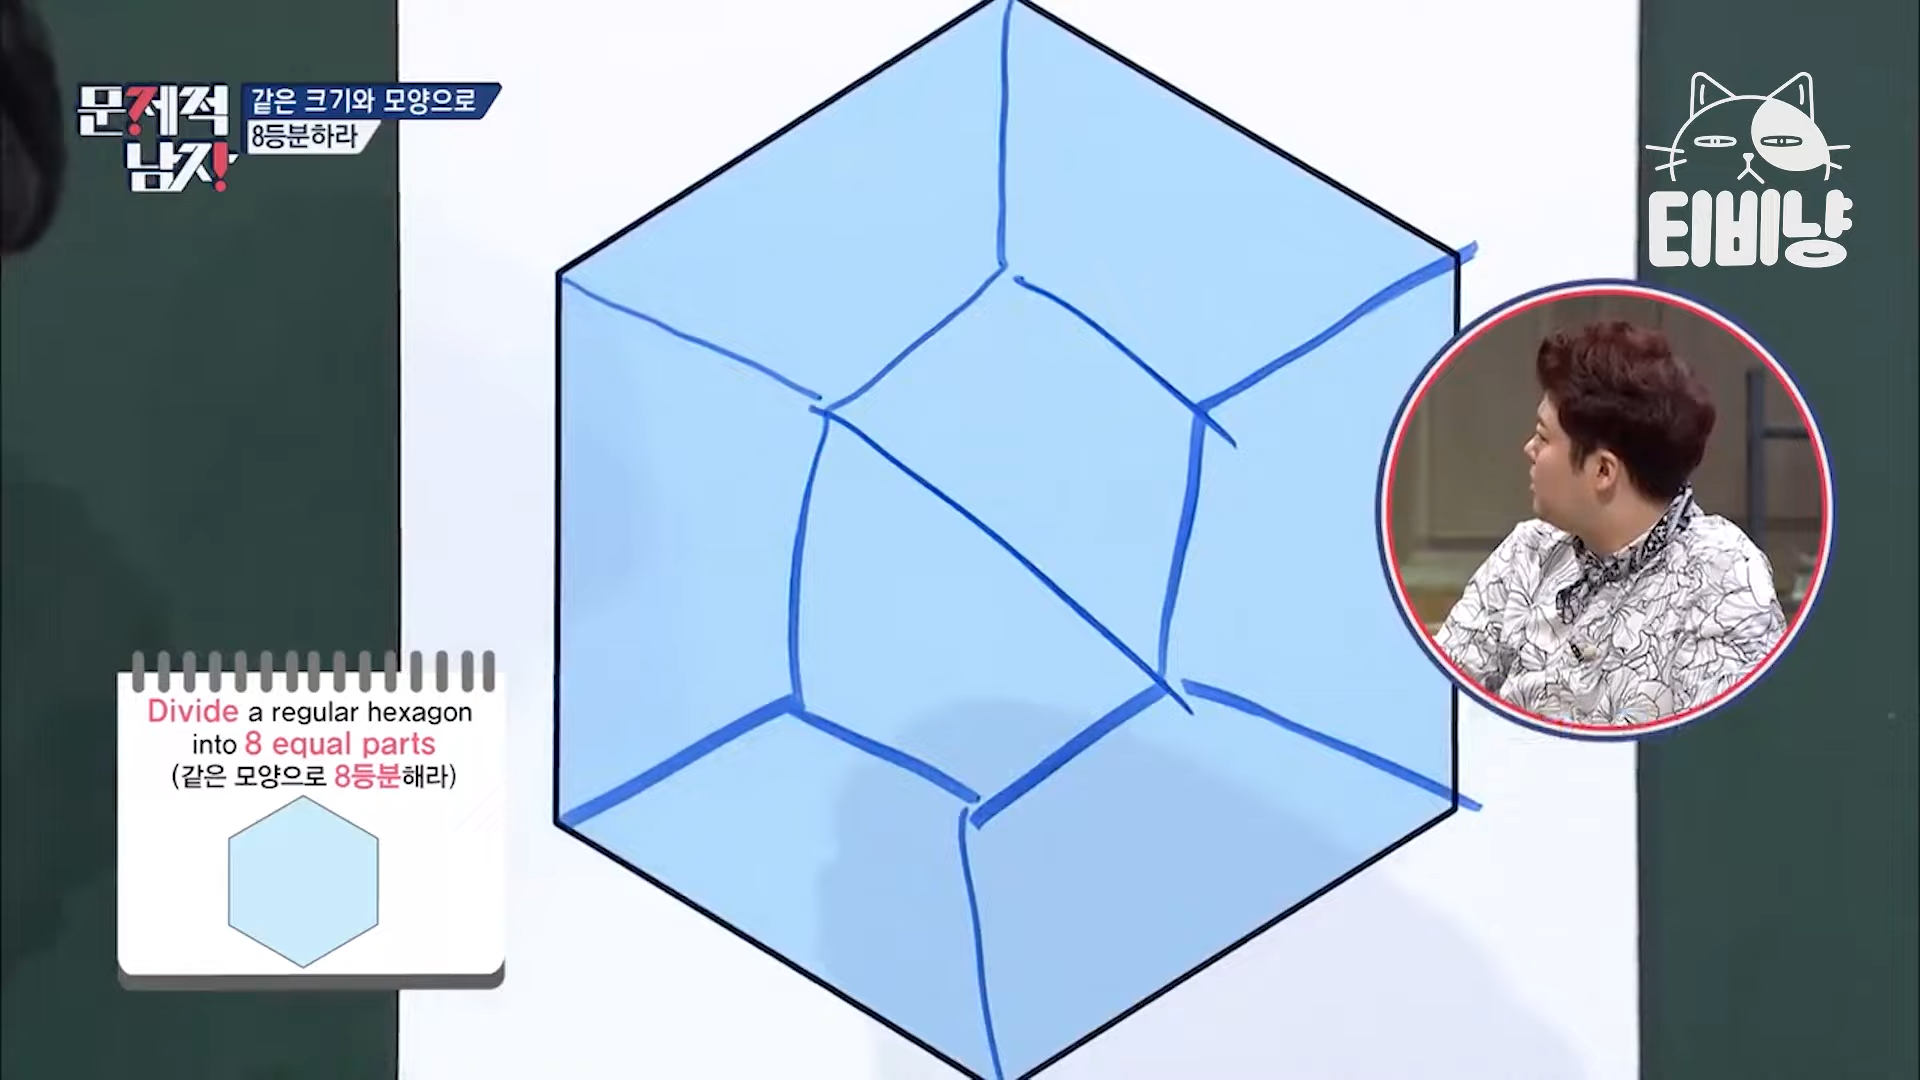 문제적
남자!
같은 크기와 모양으로
8등분하라
티비냥
Divide a regular hexagon
into 8 equal parts
(같은 모양으로 8등분해라)